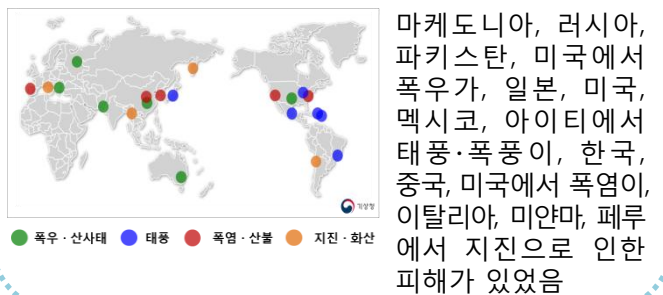 마케도니아, 러시아,
파키스탄, 미국에서
폭우가, 일본, 미국,
멕시코, 아이티에서
태풍·폭풍이, 한국,
중국, 미국에서 폭염이,
이탈리아, 미얀마, 페루
에서 지진으로 인한
피해가 있었음
기상청
폭우 · 산사태 태풍 폭염 · 산불 지진 · 화산